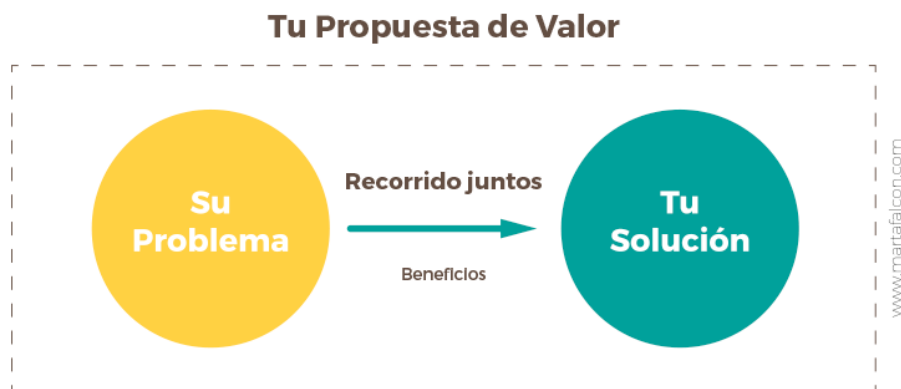 Tu Propuesta de Valor
Su
Problema
Recorrido juntos
Beneficios
Tu
Solución
www.martafalcon.com